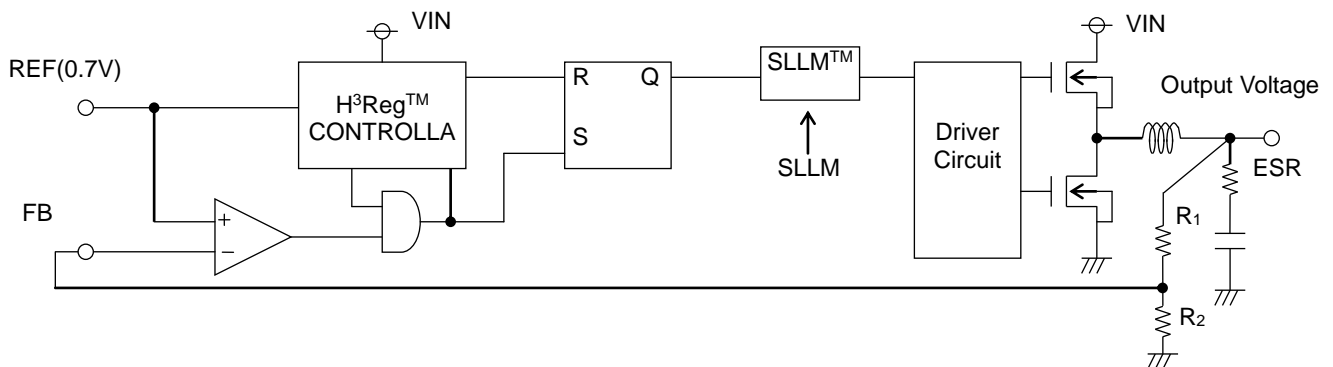 VIN
VIN
REF(0.7V)
H³Reg™
CONTROLLA
R
Q
S
SLLM™
SLLM
Driver
Circuit
Output Voltage
ESR
FB
+
−
R₁
R₂